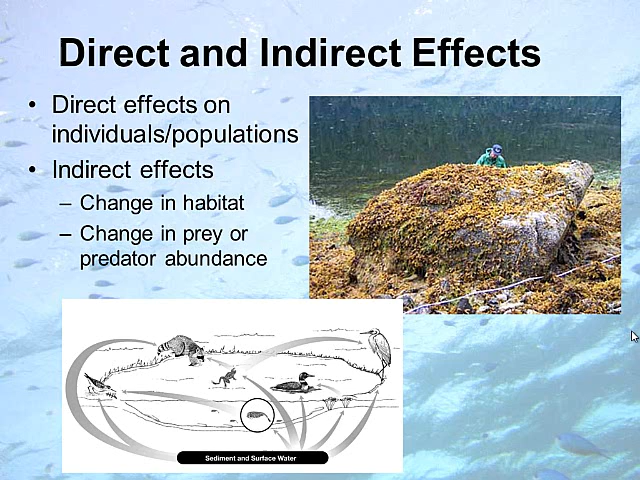 Direct and Indirect Effects
• Direct effects on
individuals/populations
• Indirect effects
– Change in habitat
– Change in prey or
predator abundance
Sediment and Surface Water